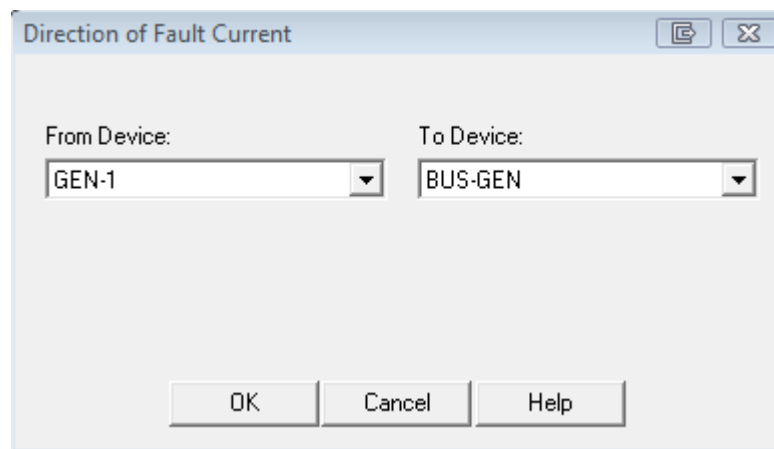 Direction of Fault Current
From Device: To Device:
GEN-1 BUS-GEN
OK Cancel Help